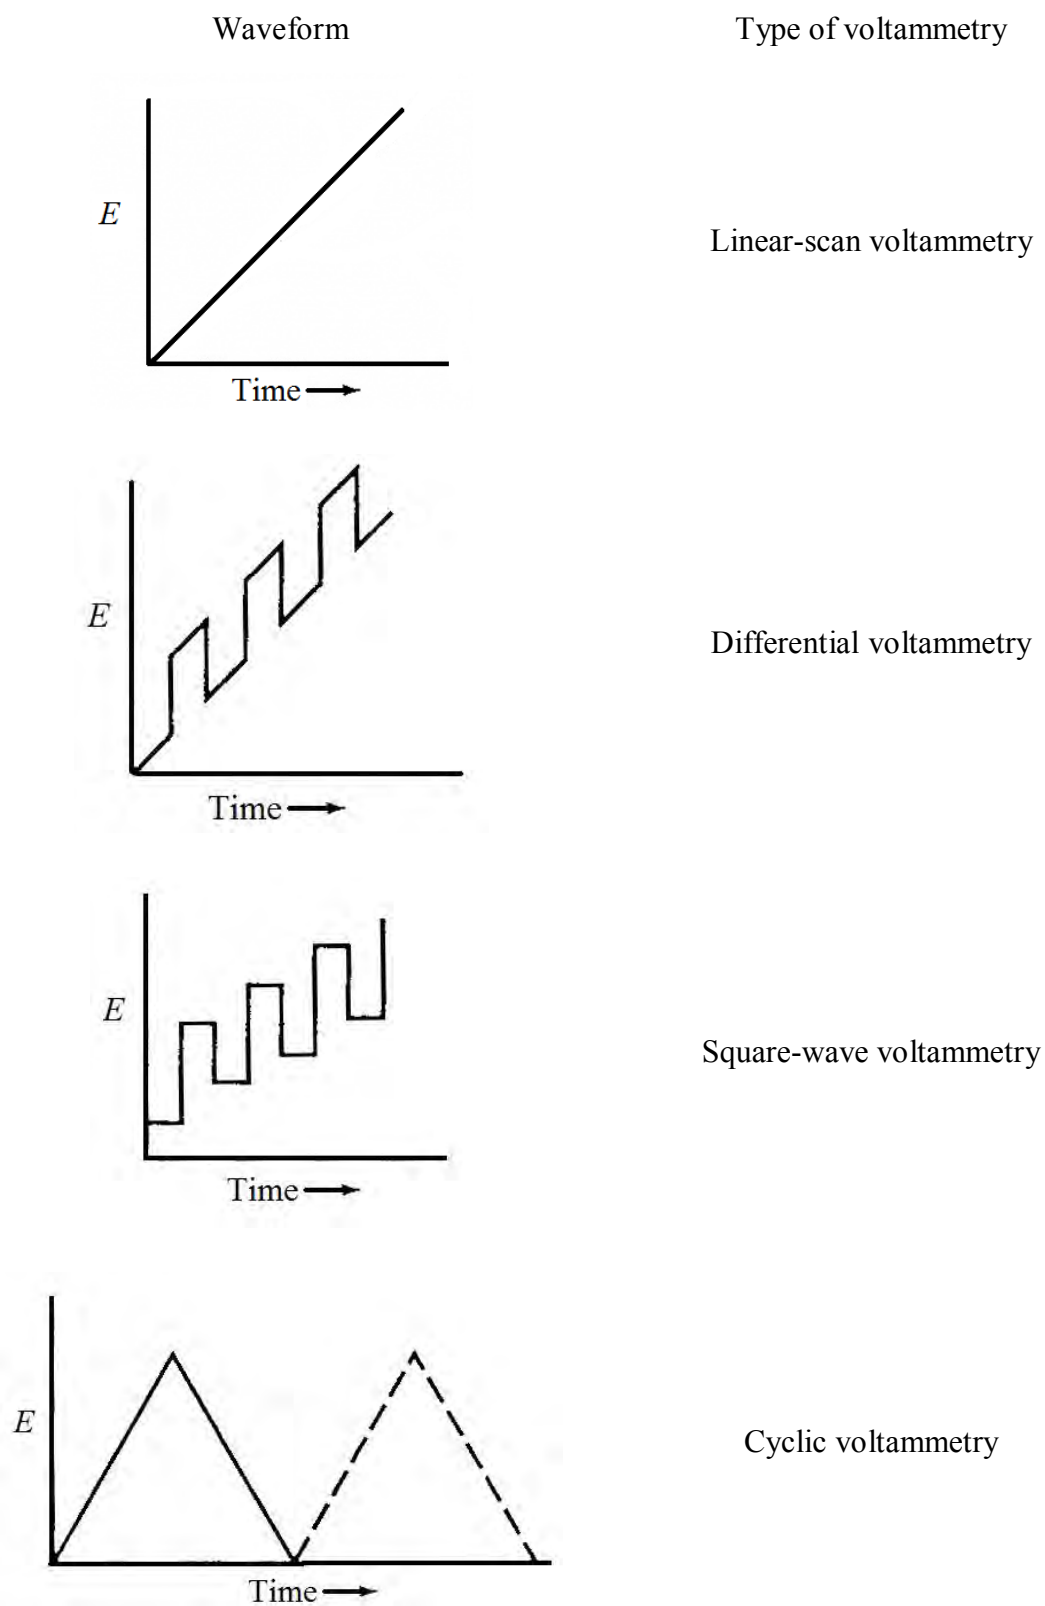 Waveform
Type of voltammetry
E
Time
Linear-scan voltammetry
E
Time
Differential voltammetry
E
Time
Square-wave voltammetry
E
Time
Cyclic voltammetry